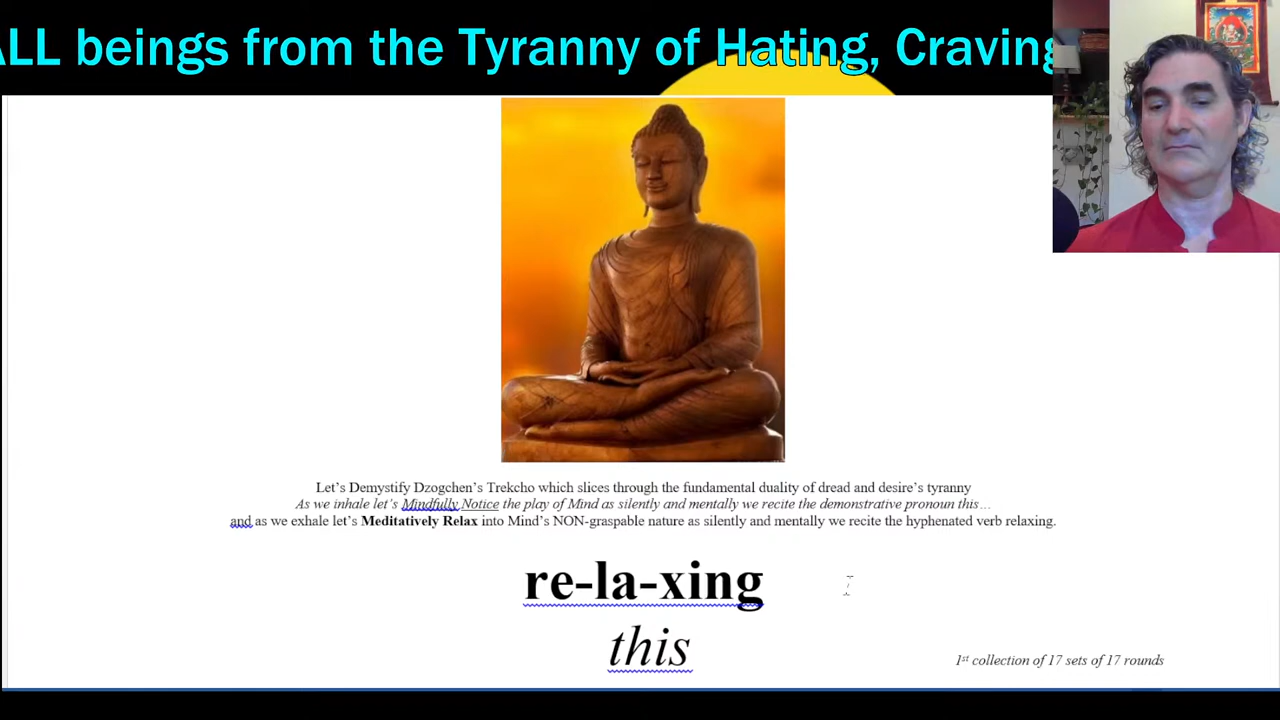 ALL beings from the Tyranny of Hating, Craving
Let's Demystify Dzogchen's Trekcho which slices through the fundamental duality of dread and desire's tyranny
As we inhale let's Mindfully Notice the play of Mind as silently and mentally we recite the demonstrative pronoun this…
and as we exhale let's Meditatively Relax into Mind's NON-graspable nature as silently and mentally we recite the hyphenated verb relaxing.
re-la-xing
this
1st collection of 17 sets of 17 rounds